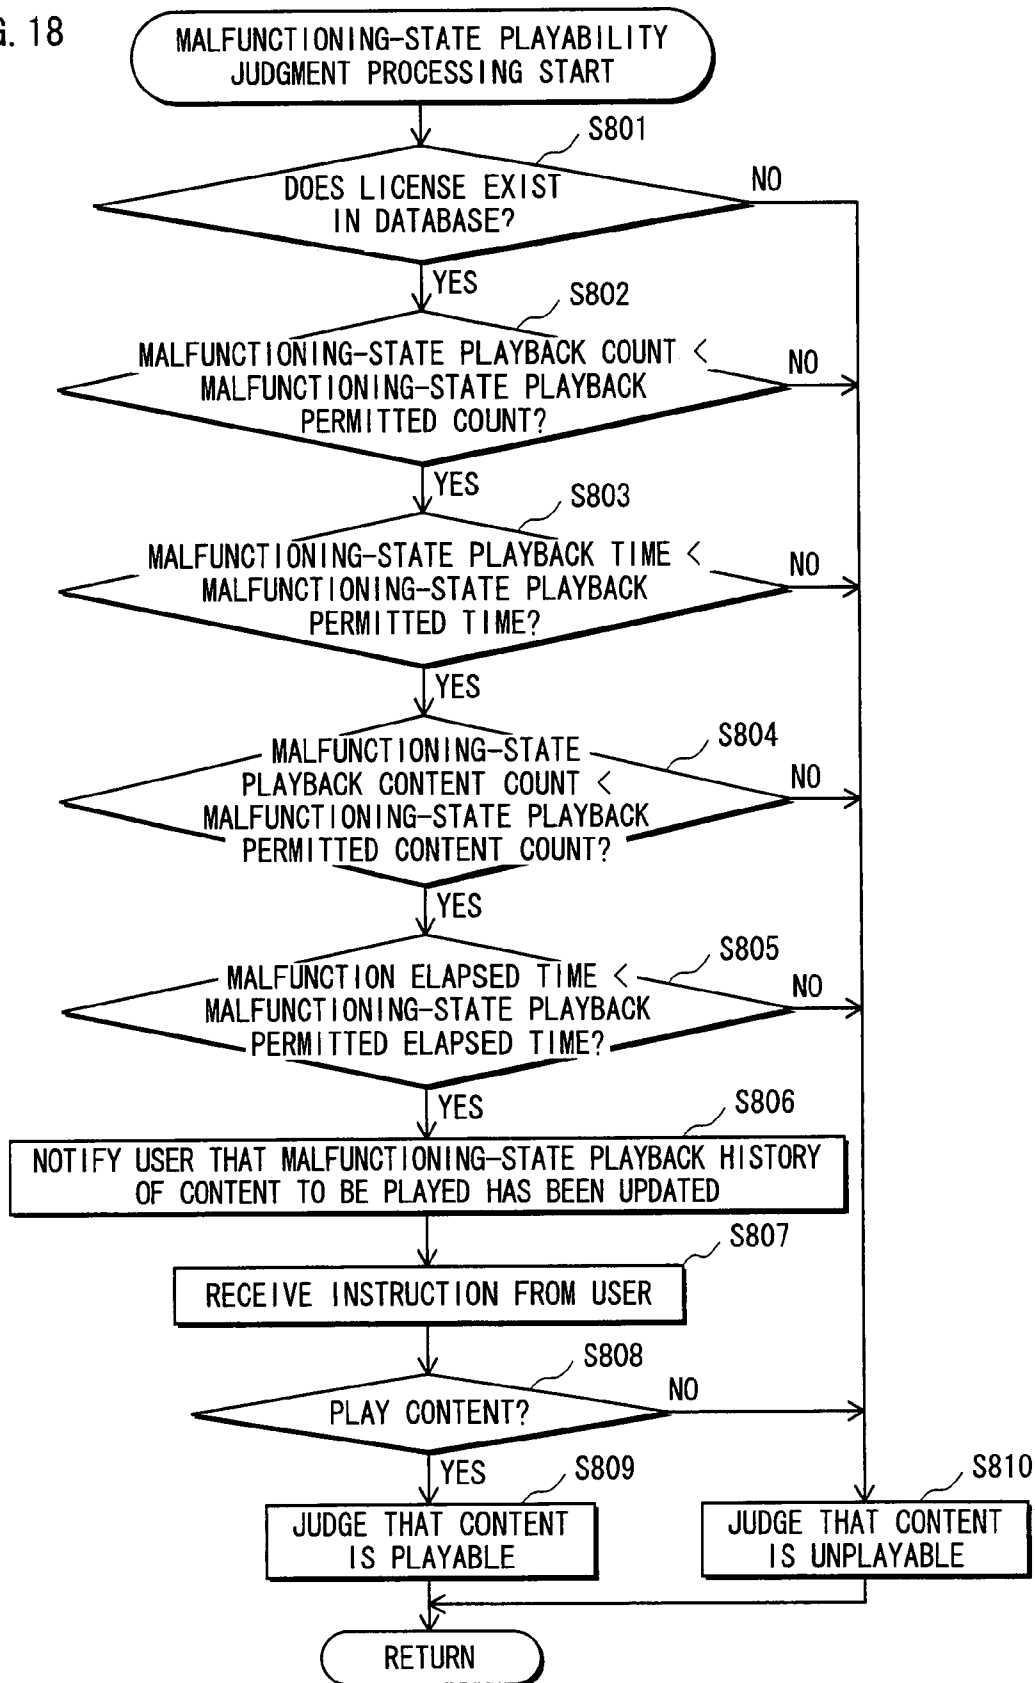 G. 18
MALFUNCTIONING-STATE PLAYABILITY
JUDGMENT PROCESSING START
S801
DOES LICENSE EXIST
IN DATABASE?
NO
YES
S802
MALFUNCTIONING-STATE PLAYBACK COUNT <
MALFUNCTIONING-STATE PLAYBACK
PERMITTED COUNT?
NO
YES
S803
MALFUNCTIONING-STATE PLAYBACK TIME <
MALFUNCTIONING-STATE PLAYBACK
PERMITTED TIME?
NO
YES
S804
MALFUNCTIONING-STATE
PLAYBACK CONTENT COUNT <
MALFUNCTIONING-STATE PLAYBACK
PERMITTED CONTENT COUNT?
NO
YES
S805
MALFUNCTION ELAPSED TIME <
MALFUNCTIONING-STATE PLAYBACK
PERMITTED ELAPSED TIME?
NO
YES
S806
NOTIFY USER THAT MALFUNCTIONING-STATE PLAYBACK HISTORY
OF CONTENT TO BE PLAYED HAS BEEN UPDATED
S807
RECEIVE INSTRUCTION FROM USER
S808
PLAY CONTENT?
NO
YES
S809
JUDGE THAT CONTENT
IS PLAYABLE
S810
JUDGE THAT CONTENT
IS UNPLAYABLE
RETURN